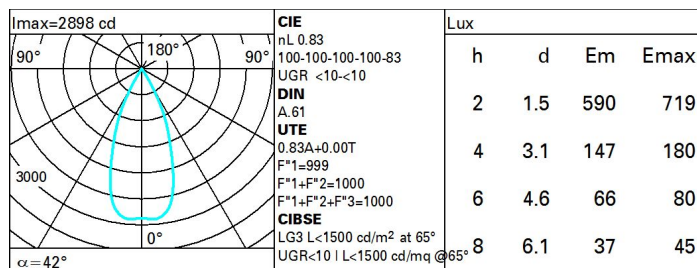 Imax=2898 cd
90° 180° 90°
3000
0°
α=42°
CIE
nL 0.83
100-100-100-100-83
UGR <10-<10
DIN
A.61
UTE
0.83A+0.00T
F"1=999
F"1+F"2=1000
F"1+F"2+F"3=1000
CIBSE
LG3 L<1500 cd/m² at 65°
UGR<10 | L<1500 cd/mq @65°
Lux
h d Em Emax
2 1.5 590 719
4 3.1 147 180
6 4.6 66 80
8 6.1 37 45